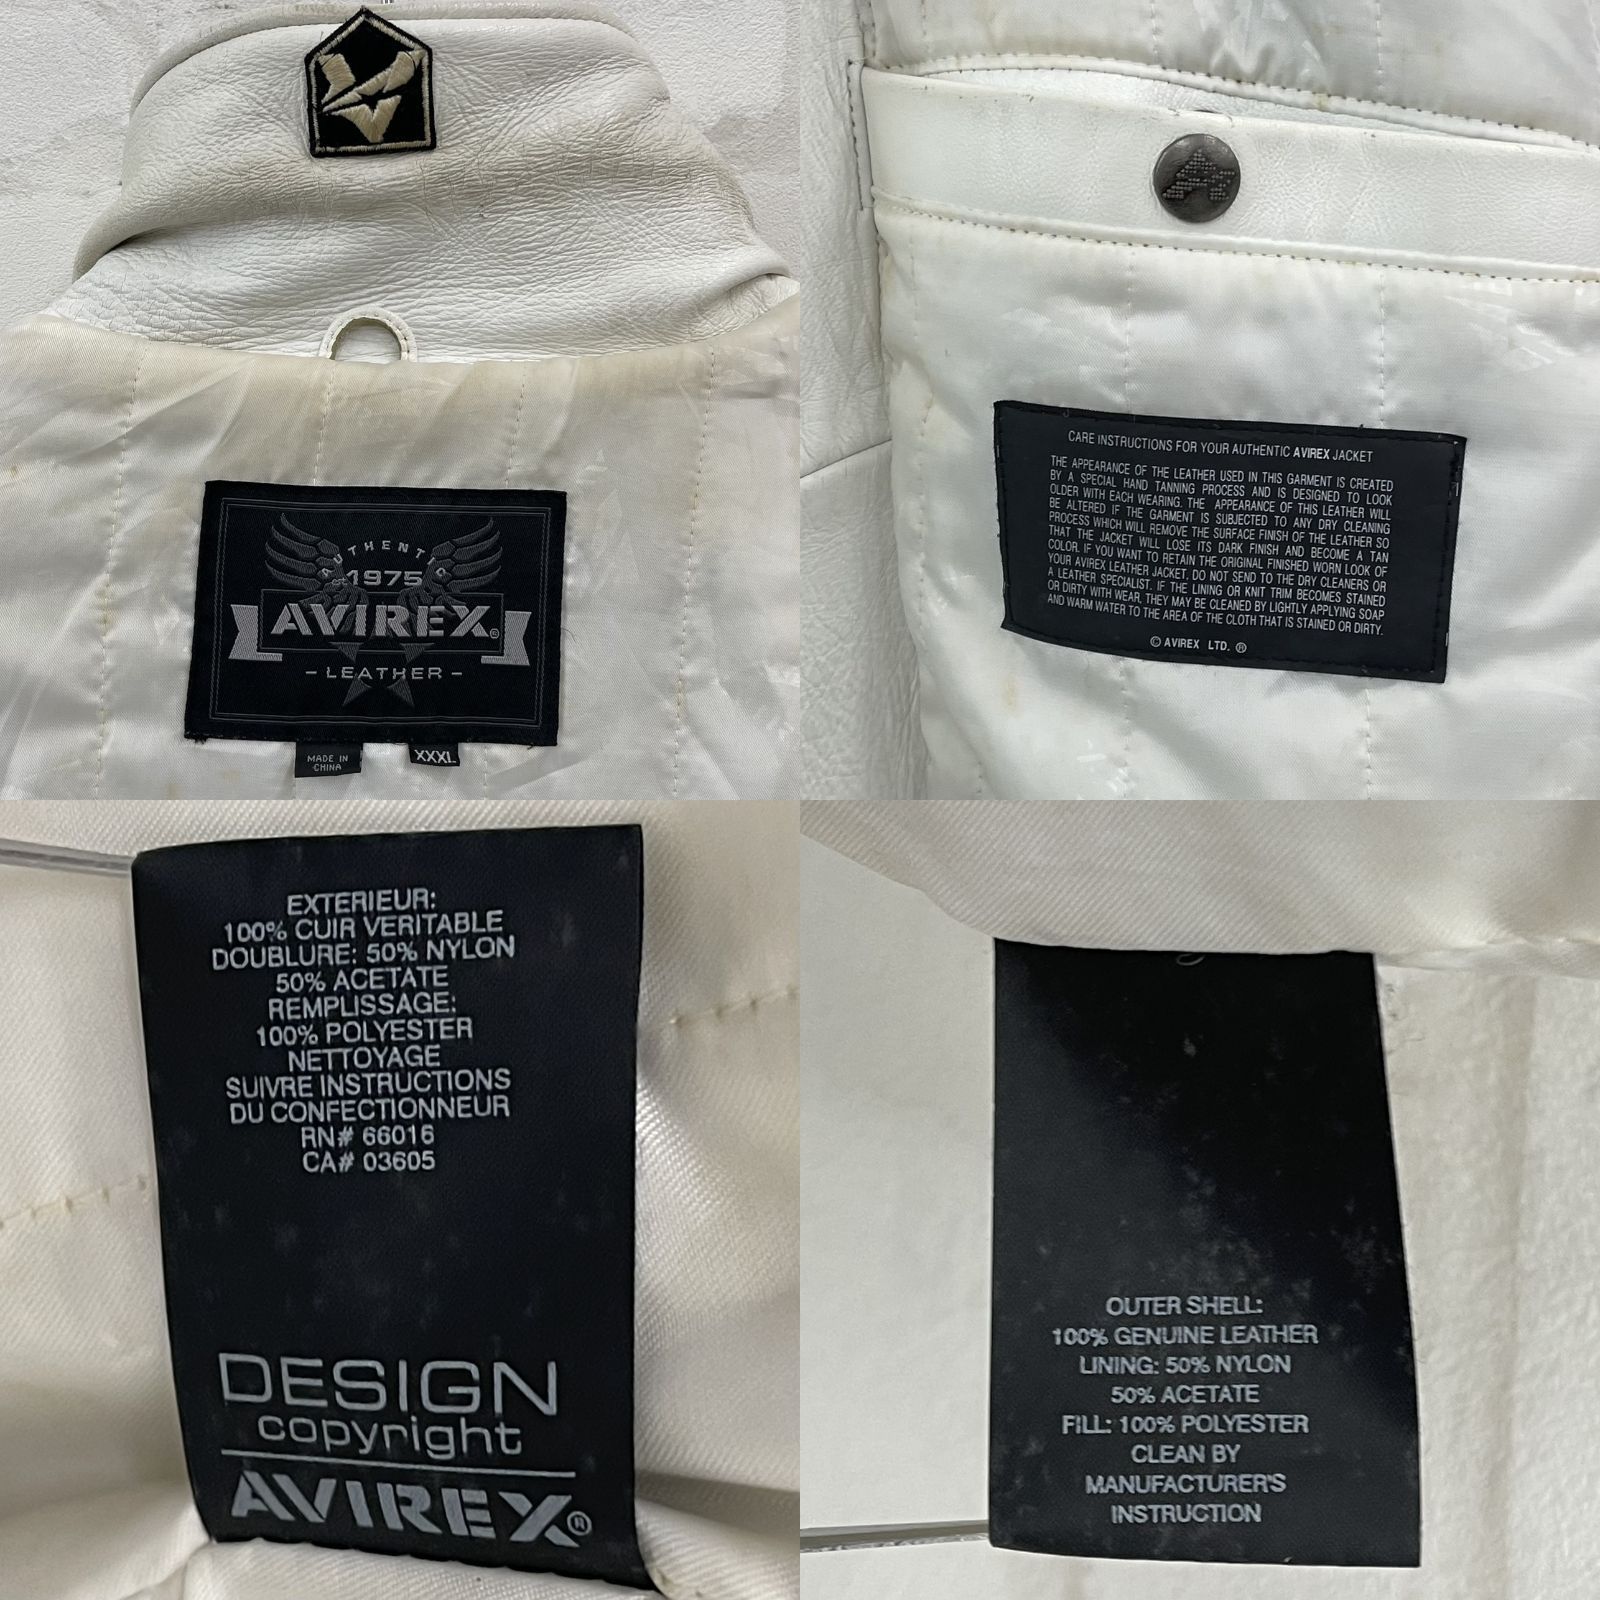 AUTHENTIC
1975
AVIREX®
- LEATHER -
MADE IN
CHINA
XXXL
CARE INSTRUCTIONS FOR YOUR AUTHENTIC AVIREX JACKET
THE APPEARANCE OF THE LEATHER USED IN THIS GARMENT IS CREATED
BY A SPECIAL HAND TANNING PROCESS AND IS DESIGNED TO LOOK
OLDER WITH EACH WEARING. THE APPEARANCE OF THIS LEATHER WILL
BE ALTERED IF THE GARMENT IS SUBJECTED TO ANY DRY CLEANING
PROCESS WHICH WILL REMOVE THE SURFACE FINISH OF THE LEATHER SO
THAT THE JACKET WILL LOSE ITS DARK FINISH AND BECOME A TAN
COLOR. IF YOU WANT TO RETAIN THE ORIGINAL FINISHED WORN LOOK OF
YOUR AVIREX LEATHER JACKET, DO NOT SEND TO THE DRY CLEANERS OR
A LEATHER SPECIALIST. IF THE LINING OR KNIT TRIM BECOMES STAINED
OR DIRTY WITH WEAR, THEY MAY BE CLEANED BY LIGHTLY APPLYING SOAP
AND WARM WATER TO THE AREA OF THE CLOTH THAT IS STAINED OR DIRTY.
© AVIREX LTD. ®
EXTERIEUR:
100% CUIR VERITABLE
DOUBLURE: 50% NYLON
50% ACETATE
REMPLISSAGE:
100% POLYESTER
NETTOYAGE
SUIVRE INSTRUCTIONS
DU CONFECTIONNEUR
RN# 66016
CA# 03605
DESIGN
copyright
AVIREX®
OUTER SHELL:
100% GENUINE LEATHER
LINING: 50% NYLON
50% ACETATE
FILL: 100% POLYESTER
CLEAN BY
MANUFACTURER'S
INSTRUCTION